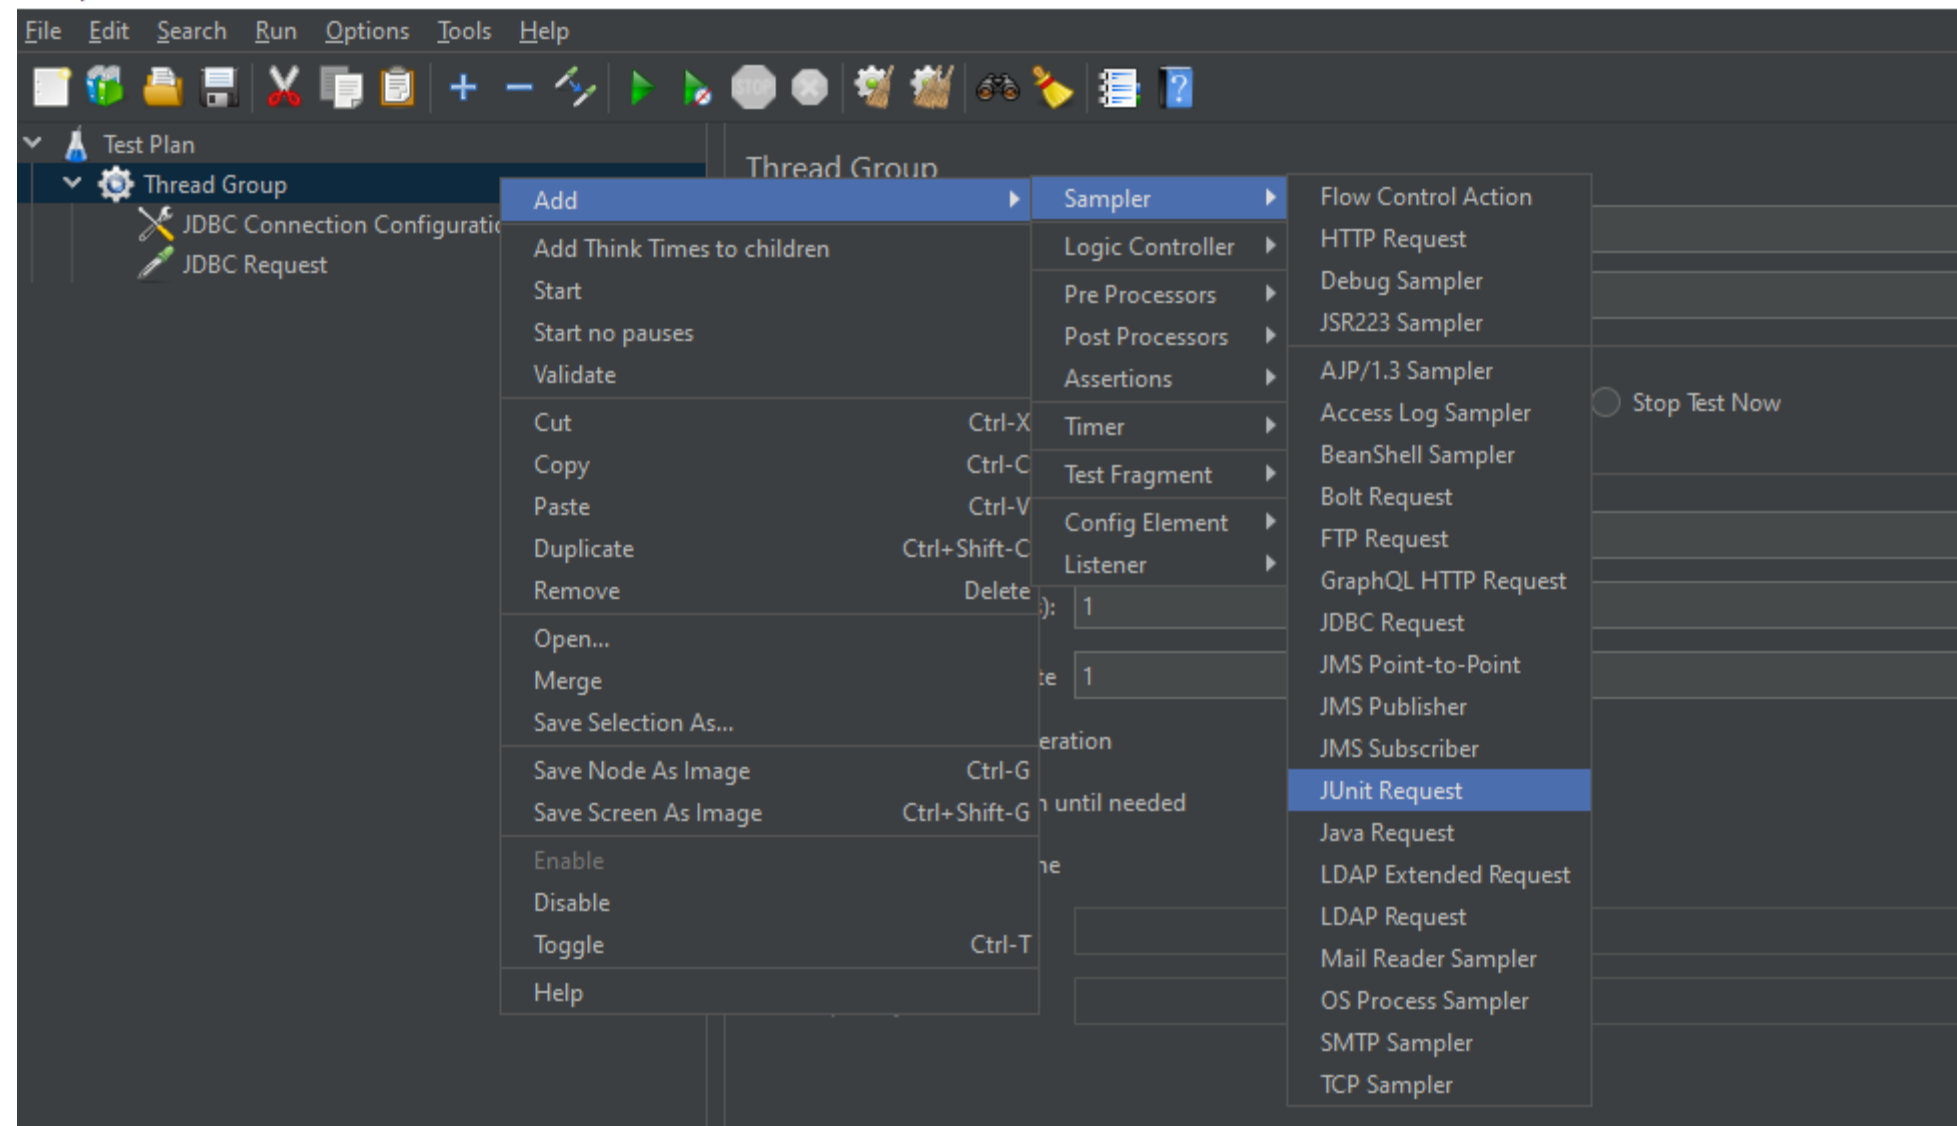 File Edit Search Run Options Tools Help
STOP
Test Plan
Thread Group
JDBC Connection Configuratio
JDBC Request
Thread Group
Add
Add Think Times to children
Start
Start no pauses
Validate
Cut Ctrl-X
Copy Ctrl-C
Paste Ctrl-V
Duplicate Ctrl+Shift-C
Remove Delete
Open...
Merge
Save Selection As...
Save Node As Image Ctrl-G
Save Screen As Image Ctrl+Shift-G
Enable
Disable
Toggle Ctrl-T
Help
Sampler
Logic Controller
Pre Processors
Post Processors
Assertions
Timer
Test Fragment
Config Element
Listener
): 1
te 1
eration
n until needed
ne
Flow Control Action
HTTP Request
Debug Sampler
JSR223 Sampler
AJP/1.3 Sampler
Access Log Sampler
BeanShell Sampler
Bolt Request
FTP Request
GraphQL HTTP Request
JDBC Request
JMS Point-to-Point
JMS Publisher
JMS Subscriber
JUnit Request
Java Request
LDAP Extended Request
LDAP Request
Mail Reader Sampler
OS Process Sampler
SMTP Sampler
TCP Sampler
Stop Test Now